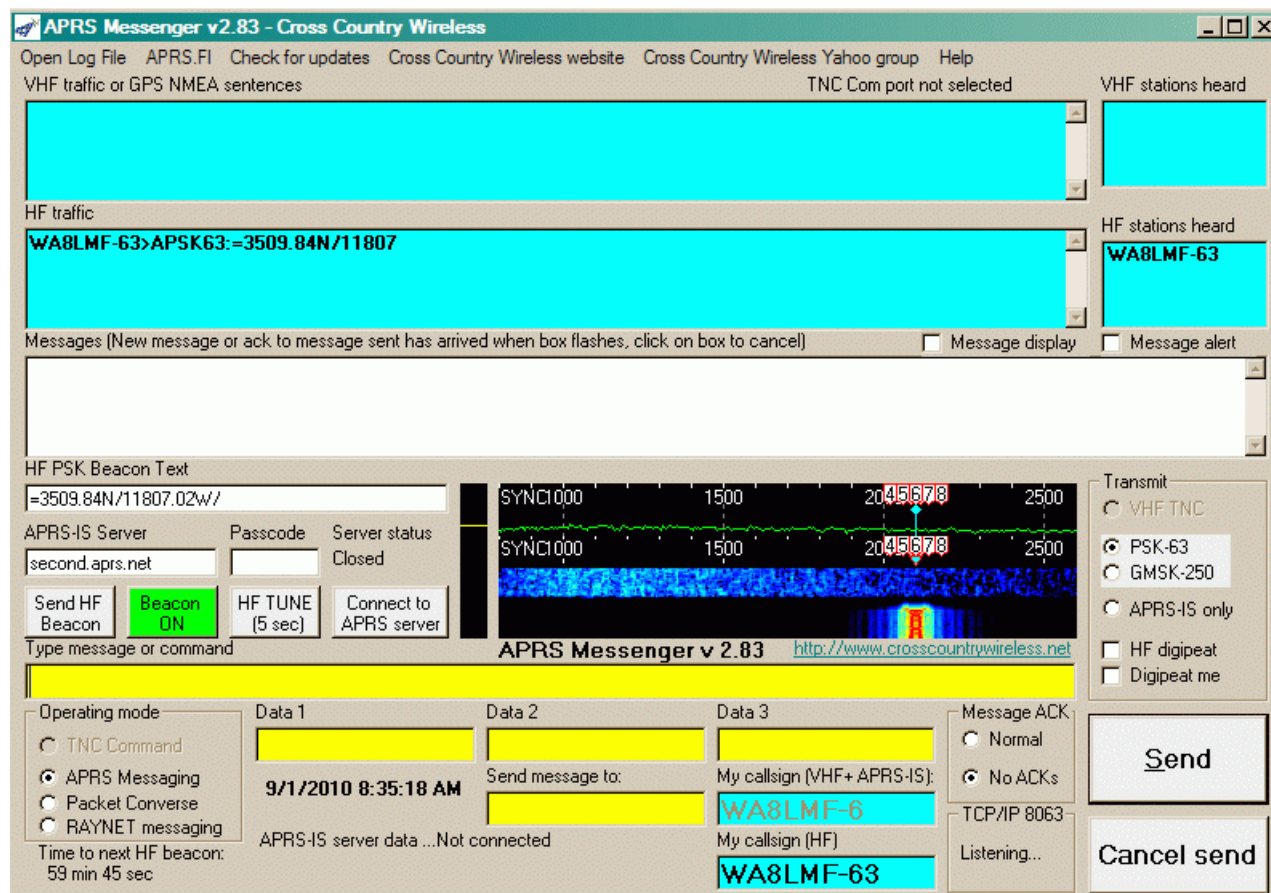 APRS Messenger v2.83 - Cross Country Wireless
Open Log File APRS.FI Check for updates Cross Country Wireless website Cross Country Wireless Yahoo group Help
VHF traffic or GPS NMEA sentences TNC Com port not selected VHF stations heard
HF traffic
HF stations heard
WA8LMF-63>APSK63:=3509.84N/11807
WA8LMF-63
Messages (New message or ack to message sent has arrived when box flashes, click on box to cancel) Message display Message alert
HF PSK Beacon Text
=3509.84N/11807.02W/
APRS-IS Server Passcode Server status
second.aprs.net Closed
Send HF Beacon
Beacon ON
HF TUNE (5 sec)
Connect to APRS server
SYNC1000 1500 2045678 2500
SYNC1000 1500 2045678 2500
APRS Messenger v 2.83 http://www.crosscountrywireless.net
Transmit
VHF TNC
PSK-63
GMSK-250
APRS-IS only
HF digipeat
Digipeat me
Type message or command
Operating mode
TNC Command
APRS Messaging
Packet Converse
RAYNET messaging
Time to next HF beacon:
59 min 45 sec
Data 1 Data 2 Data 3
9/1/2010 8:35:18 AM
Send message to:
My callsign (VHF+ APRS-IS):
WA8LMF-6
APRS-IS server data ...Not connected
My callsign (HF)
WA8LMF-63
Message ACK
Normal
No ACKs
TCP/IP 8063
Listening...
Send
Cancel send